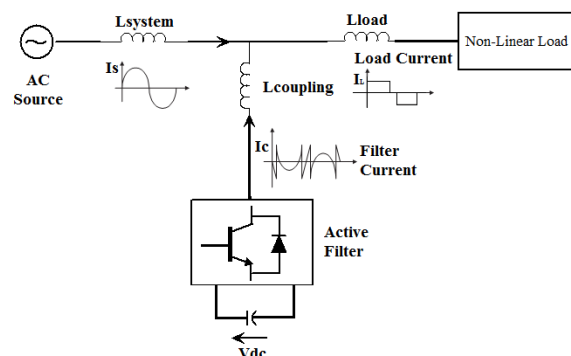 Lsystem
Lload
AC
Source
Is
Load Current
Non-Linear Load
Lcoupling
IL
Ic
Filter
Current
Active
Filter
Vdc